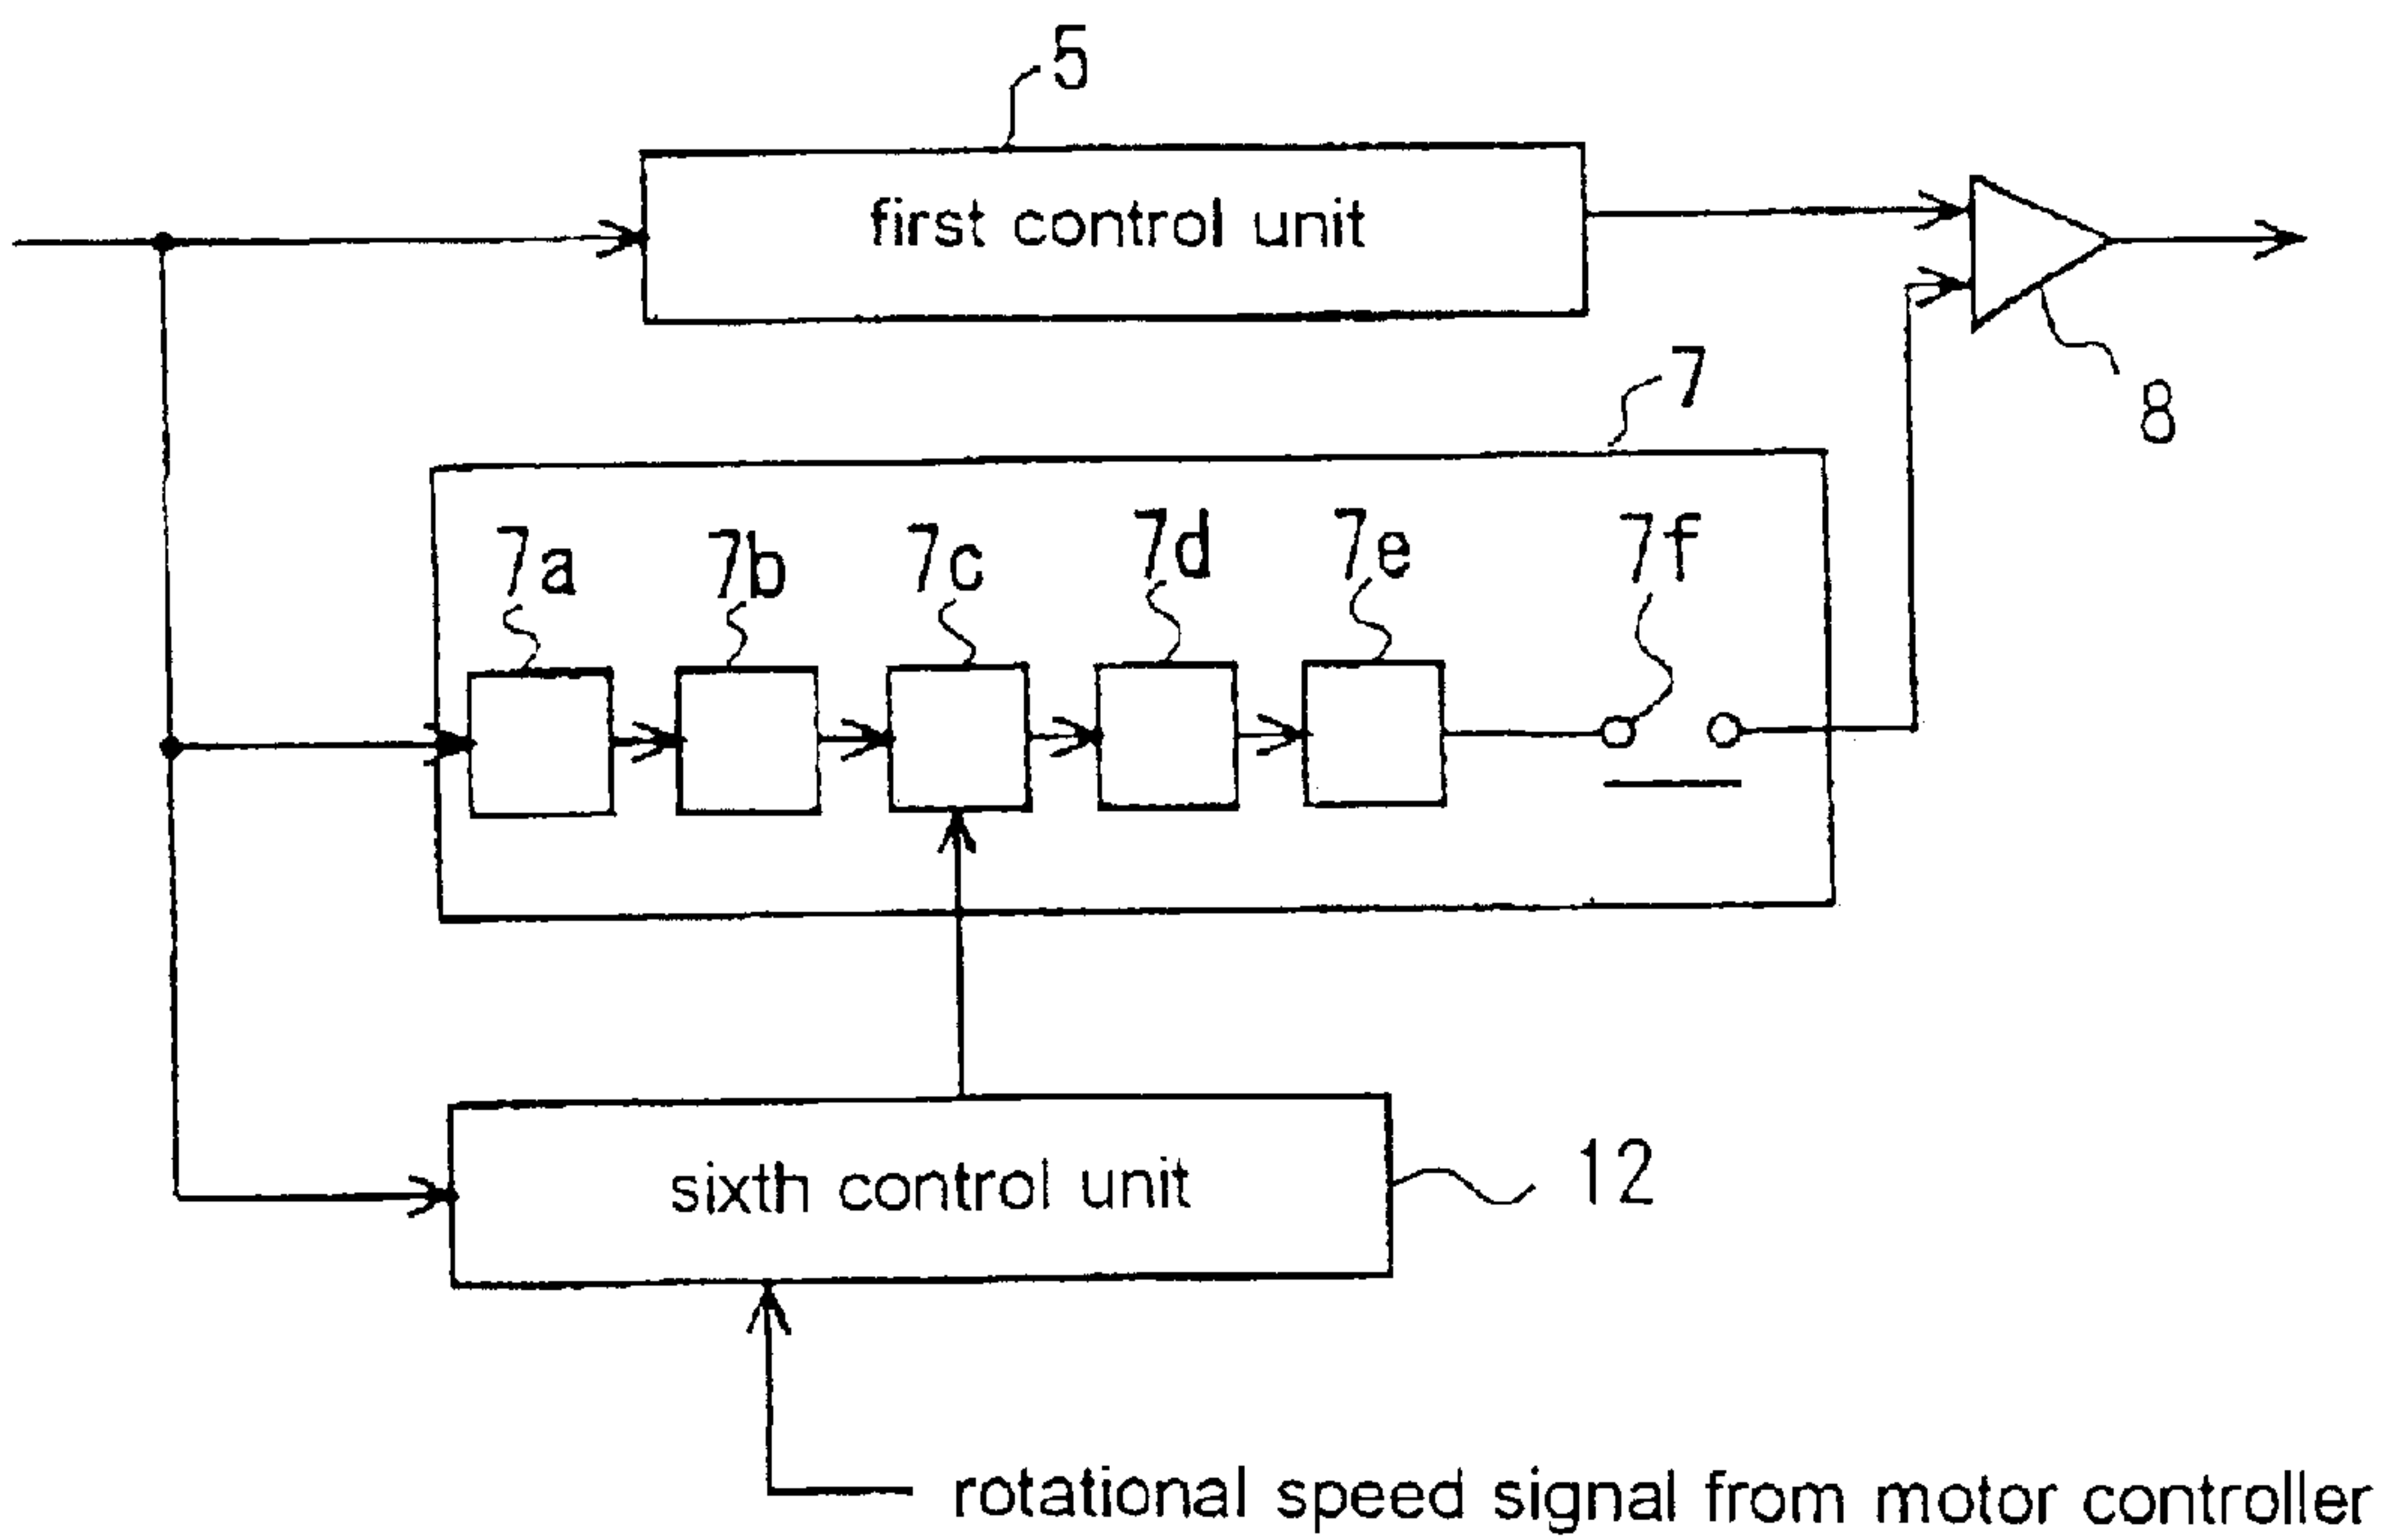 5
first control unit
7
8
7a
7b
7c
7d
7e
7f
sixth control unit
12
rotational speed signal from motor controller